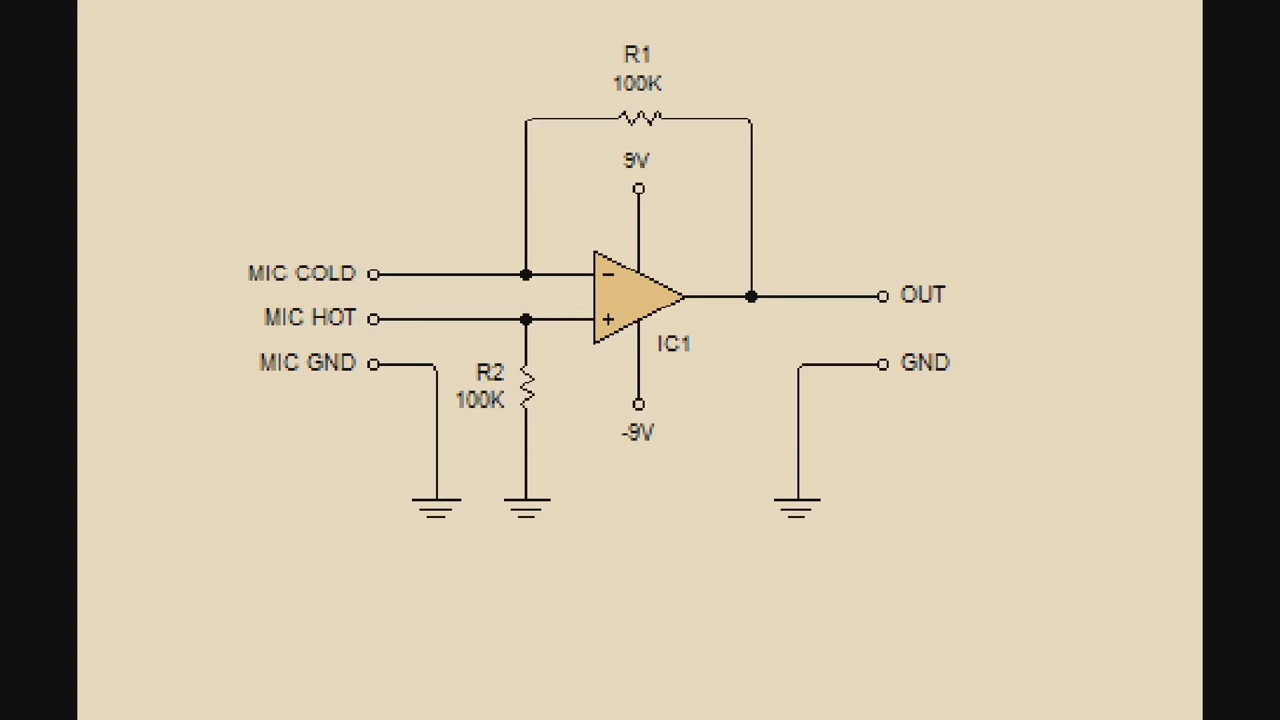 R1
100K
9V
MIC COLD
MIC HOT
MIC GND
R2
100K
−
+
IC1
-9V
OUT
GND